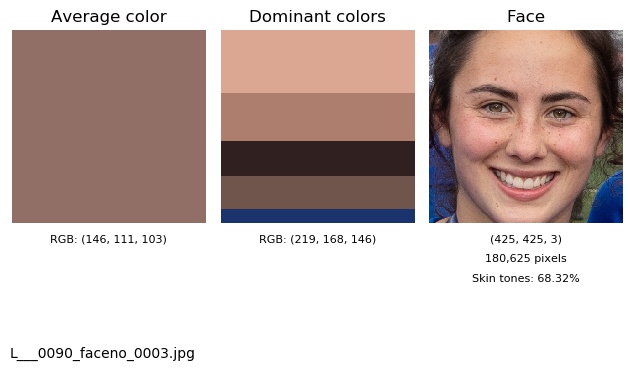 Average color
Dominant colors
Face
RGB: (146, 111, 103)
RGB: (219, 168, 146)
(425, 425, 3)
180,625 pixels
Skin tones: 68.32%
L___0090_faceno_0003.jpg